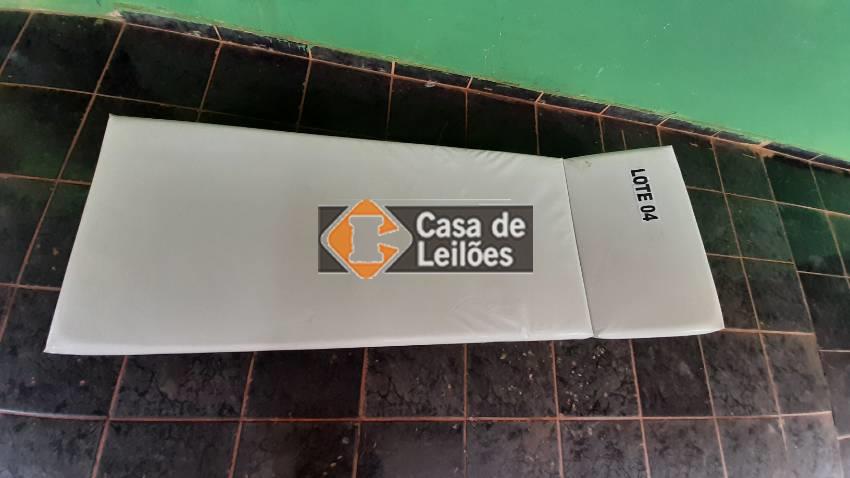 Casa de
Leilões
LOTE 04